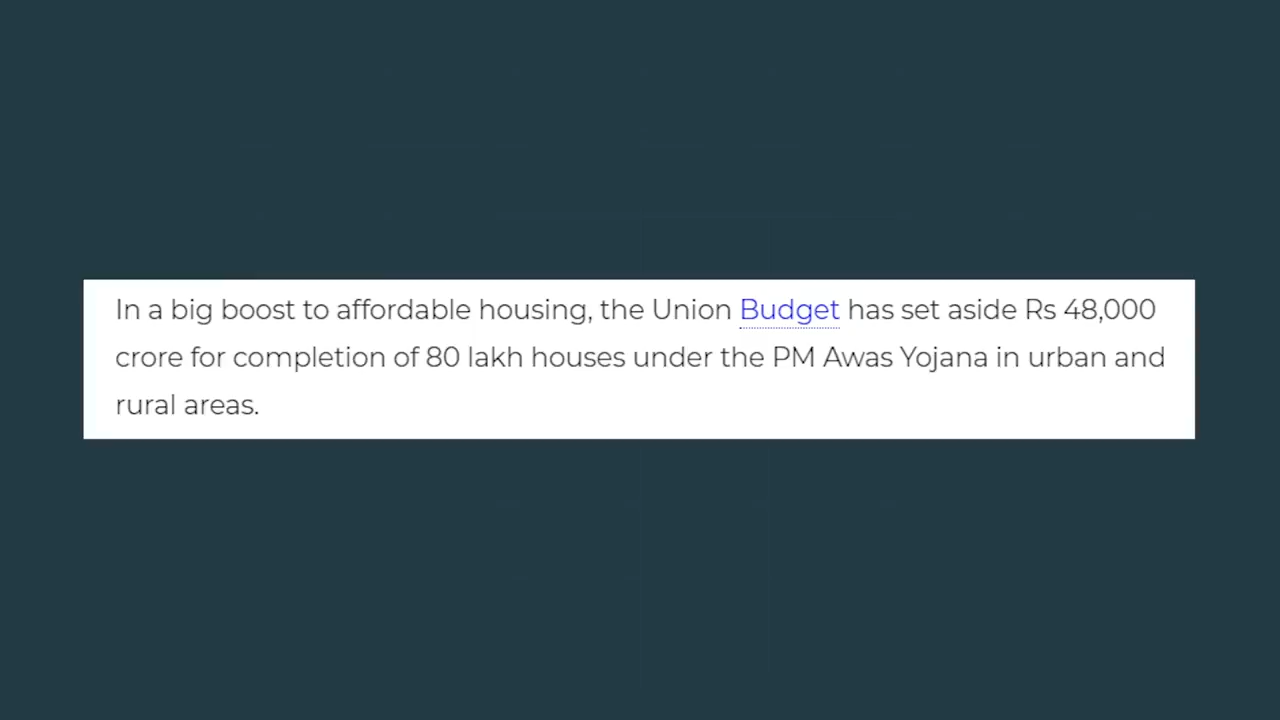 In a big boost to affordable housing, the Union Budget has set aside Rs 48,000
crore for completion of 80 lakh houses under the PM Awas Yojana in urban and
rural areas.